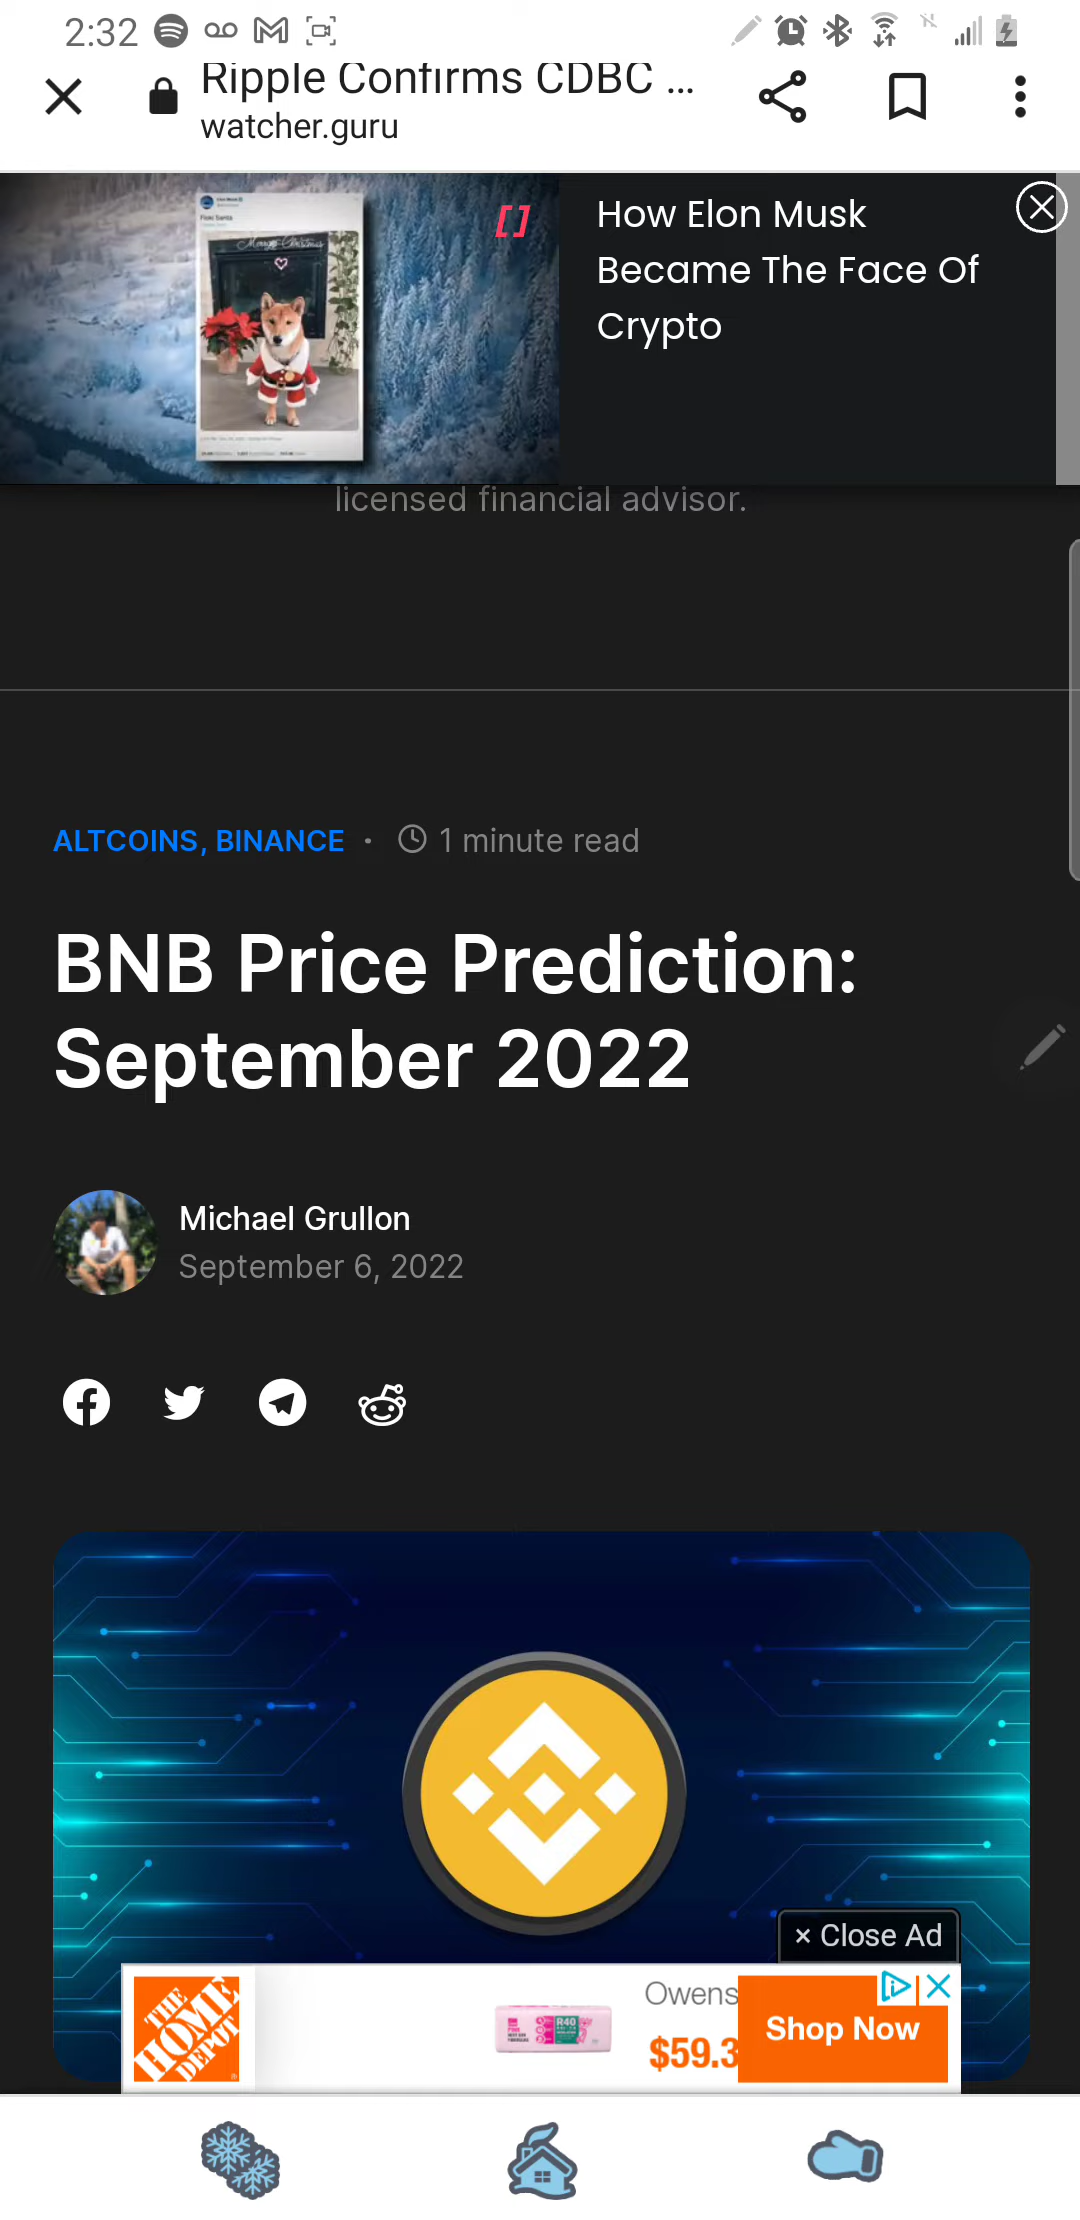 2:32
Ripple Confirms CDBC ...
watcher.guru
How Elon Musk
Became The Face Of
Crypto
licensed financial advisor.
ALTCOINS, BINANCE · 1 minute read
BNB Price Prediction:
September 2022
Michael Grullon
September 6, 2022
× Close Ad
THE
HOME
DEPOT
R40
Owens
$59.3
Shop Now